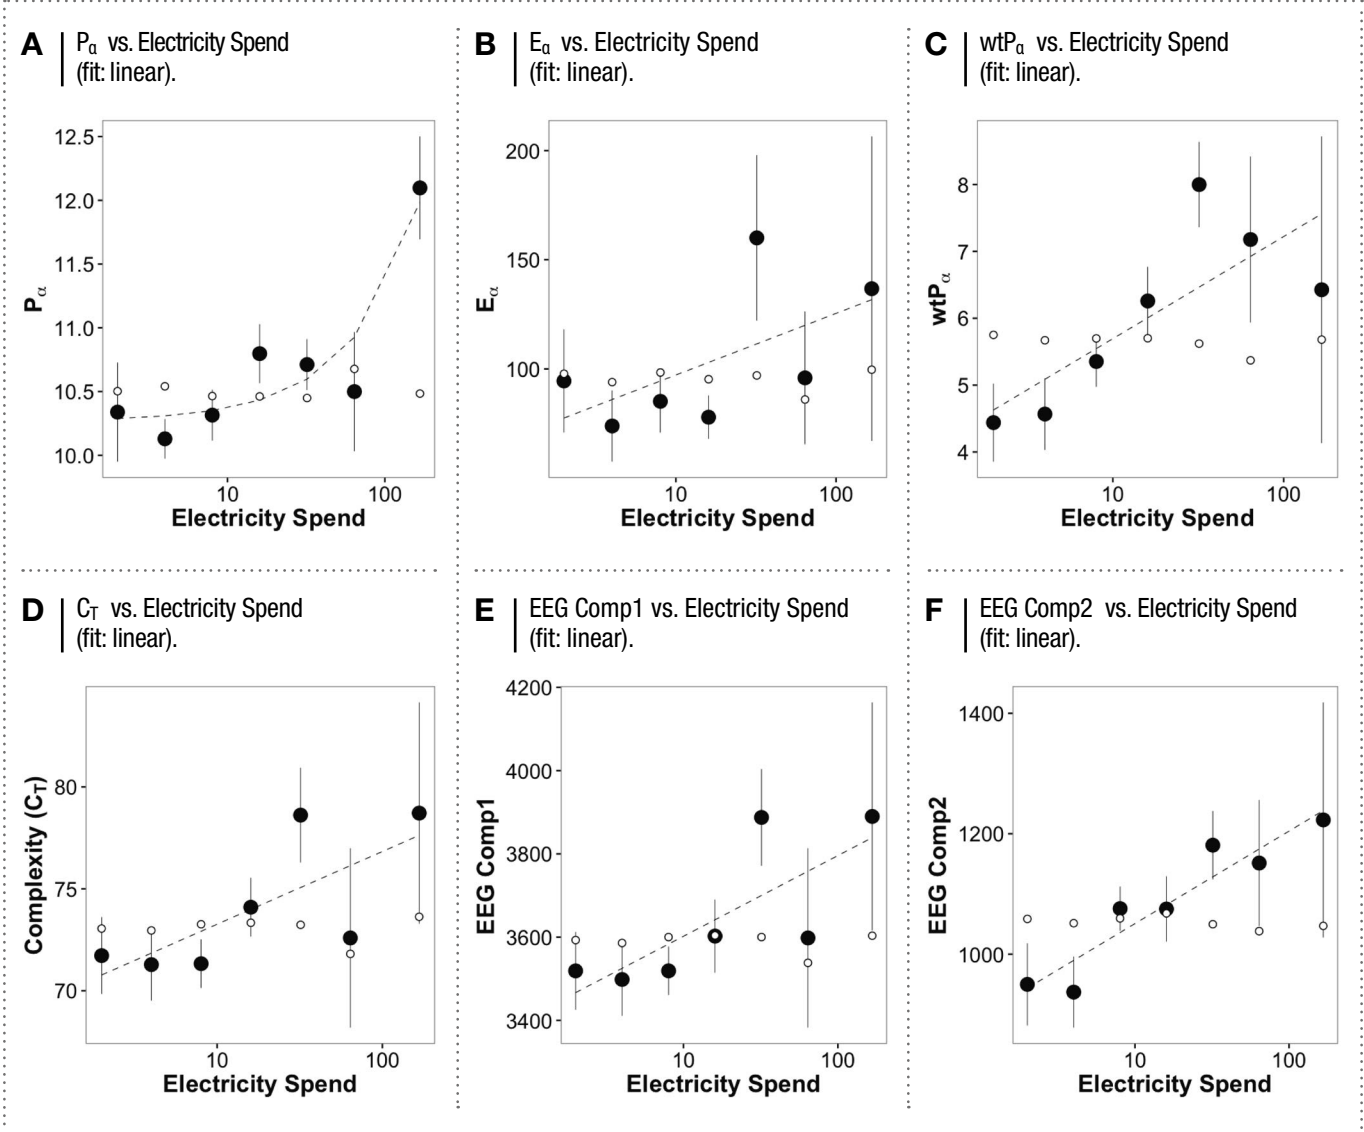 A
Pα vs. Electricity Spend
(fit: linear).
12.5
12.0
11.5
11.0
10.5
10.0
Pα
10
100
Electricity Spend
B
Eα vs. Electricity Spend
(fit: linear).
200
150
100
Eα
10
100
Electricity Spend
C
wtPα vs. Electricity Spend
(fit: linear).
8
7
6
5
4
wtPα
10
100
Electricity Spend
D
CT vs. Electricity Spend
(fit: linear).
80
75
70
Complexity (CT)
10
100
Electricity Spend
E
EEG Comp1 vs. Electricity Spend
(fit: linear).
4200
4000
3800
3600
3400
EEG Comp1
10
100
Electricity Spend
F
EEG Comp2 vs. Electricity Spend
(fit: linear).
1400
1200
1000
EEG Comp2
10
100
Electricity Spend